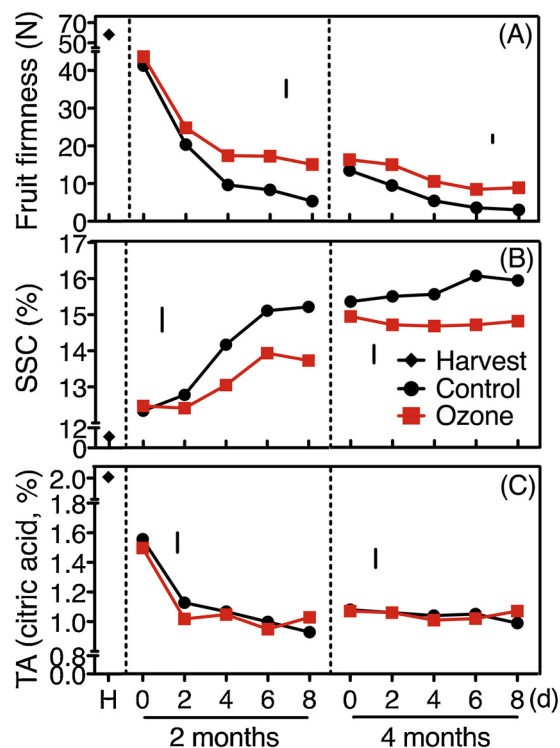 Fruit firmness (N)
70
50
40
30
20
10
0
(A)
SSC (%)
17
16
15
14
13
12
0
(B)
Harvest
Control
Ozone
TA (citric acid, %)
2.0
1.8
1.6
1.4
1.2
1.0
0.8
0.0
(C)
H 0 2 4 6 8 0 2 4 6 8 (d)
2 months 4 months